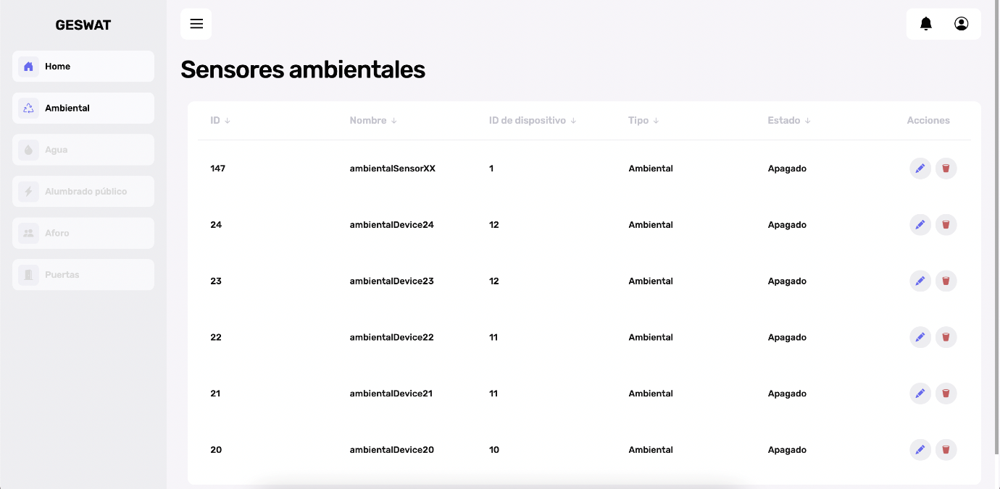 GESWAT
Home
Ambiental
Agua
Alumbrado público
Aforo
Puertas
Sensores ambientales
ID Nombre ID de dispositivo Tipo Estado Acciones
147 ambientalSensorXX 1 Ambiental Apagado
24 ambientalDevice24 12 Ambiental Apagado
23 ambientalDevice23 12 Ambiental Apagado
22 ambientalDevice22 11 Ambiental Apagado
21 ambientalDevice21 11 Ambiental Apagado
20 ambientalDevice20 10 Ambiental Apagado